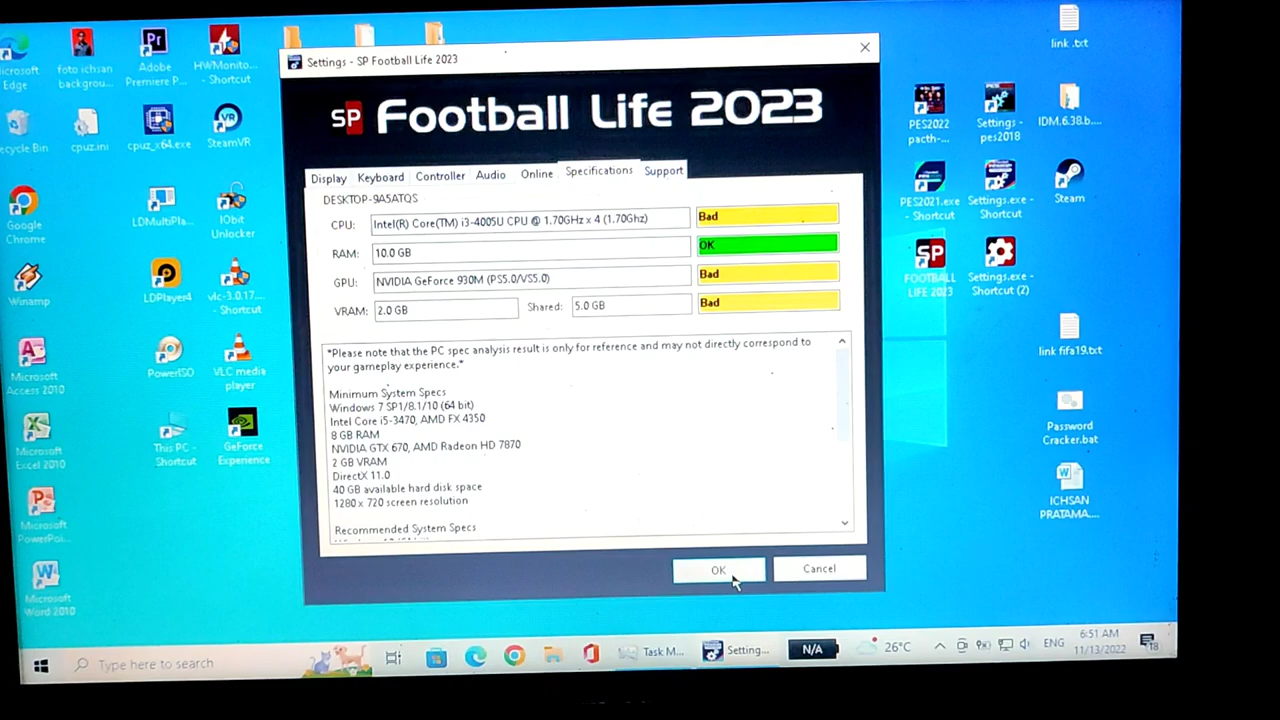 icrosoft
Edge
foto ichsan
backgrou...
Pr
Adobe
Premiere P...
HWMonito...
- Shortcut
Settings - SP Football Life 2023
link .txt
SP Football Life 2023
ecycle Bin
cpuz.ini
cpuz_x64.exe
VR
SteamVR
PES2022
pacth-...
Settings -
pes2018
IDM.6.38.b....
Display
Keyboard
Controller
Audio
Online
Specifications
Support
DESKTOP-9A5ATQS
CPU:
Intel(R) Core(TM) i3-4005U CPU @ 1.70GHz x 4 (1.70Ghz)
Bad
RAM:
10.0 GB
OK
GPU:
NVIDIA GeForce 930M (PS5.0/VS5.0)
Bad
VRAM:
2.0 GB
Shared:
5.0 GB
Bad
Google
Chrome
LDMultiPla...
IObit
Unlocker
PES2021.exe
- Shortcut
Settings.exe -
Shortcut
Steam
Winamp
LDPlayer4
vlc-3.0.17....
- Shortcut
SP
FOOTBALL
LIFE 2023
Settings.exe -
Shortcut (2)
*Please note that the PC spec analysis result is only for reference and may not directly correspond to
your gameplay experience.*
Minimum System Specs
Windows 7 SP1/8.1/10 (64 bit)
Intel Core i5-3470, AMD FX 4350
8 GB RAM
NVIDIA GTX 670, AMD Radeon HD 7870
2 GB VRAM
DirectX 11.0
40 GB available hard disk space
1280 x 720 screen resolution
Recommended System Specs
Microsoft
Access 2010
PowerISO
VLC media
player
link fifa19.txt
Microsoft
Excel 2010
This PC -
Shortcut
GeForce
Experience
Password
Cracker.bat
Microsoft
PowerPoi...
ICHSAN
PRATAMA....
Microsoft
Word 2010
OK
Cancel
Type here to search
Task M...
Setting...
N/A
26°C
ENG
6:51 AM
11/13/2022
18